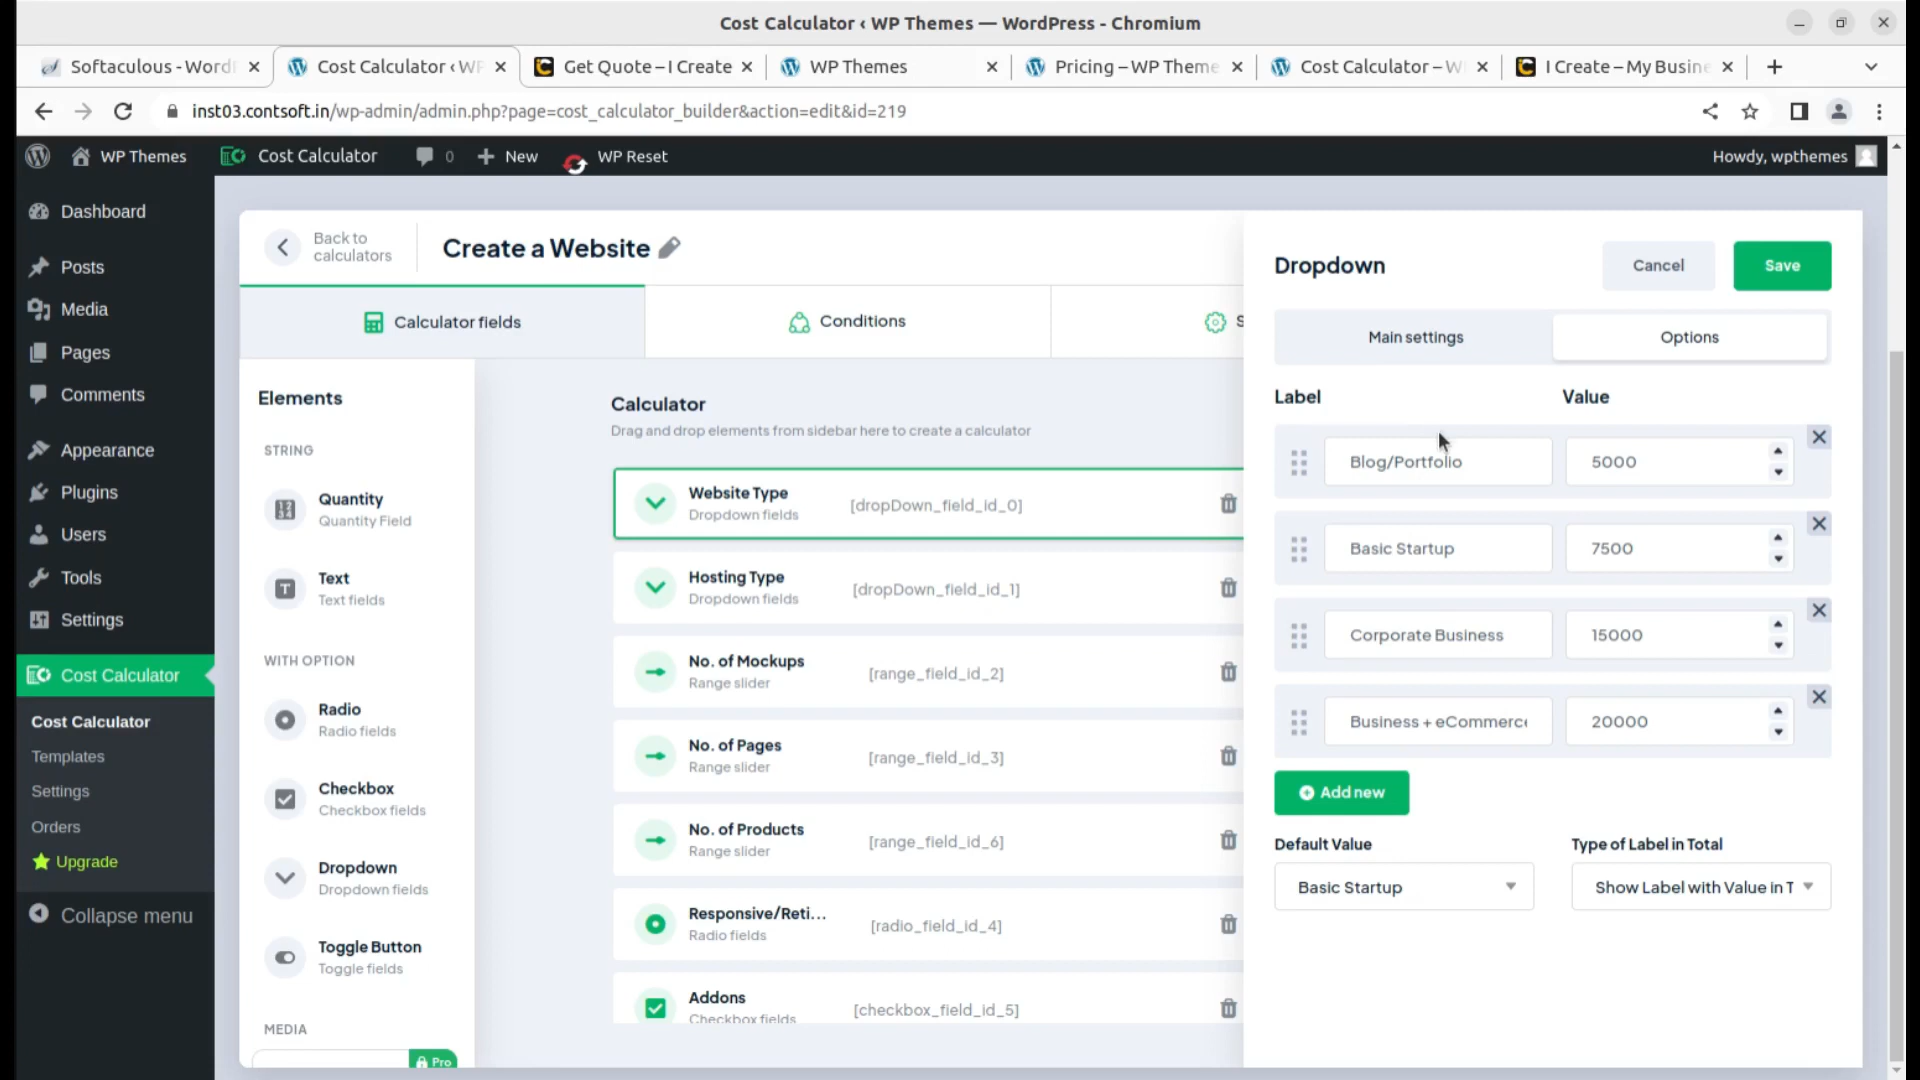 Cost Calculator ‹ WP Themes — WordPress - Chromium
Softaculous - Word
Cost Calculator ‹ WP
Get Quote – I Create
WP Themes
Pricing – WP Theme
Cost Calculator – W
I Create – My Busine
inst03.contsoft.in/wp-admin/admin.php?page=cost_calculator_builder&action=edit&id=219
WP Themes
Cost Calculator
0
New
WP Reset
Howdy, wpthemes
Dashboard
Posts
Media
Pages
Comments
Appearance
Plugins
Users
Tools
Settings
Cost Calculator
Cost Calculator
Templates
Settings
Orders
Upgrade
Collapse menu
Back to
calculators
Create a Website
Calculator fields
Conditions
S
Elements
STRING
Quantity
Quantity Field
Text
Text fields
WITH OPTION
Radio
Radio fields
Checkbox
Checkbox fields
Dropdown
Dropdown fields
Toggle Button
Toggle fields
MEDIA
Pro
Calculator
Drag and drop elements from sidebar here to create a calculator
Website Type
Dropdown fields
[dropDown_field_id_0]
Hosting Type
Dropdown fields
[dropDown_field_id_1]
No. of Mockups
Range slider
[range_field_id_2]
No. of Pages
Range slider
[range_field_id_3]
No. of Products
Range slider
[range_field_id_6]
Responsive/Reti...
Radio fields
[radio_field_id_4]
Addons
Checkbox fields
[checkbox_field_id_5]
Dropdown
Cancel
Save
Main settings
Options
Label
Value
Blog/Portfolio
5000
Basic Startup
7500
Corporate Business
15000
Business + eCommerc
20000
Add new
Default Value
Type of Label in Total
Basic Startup
Show Label with Value in T